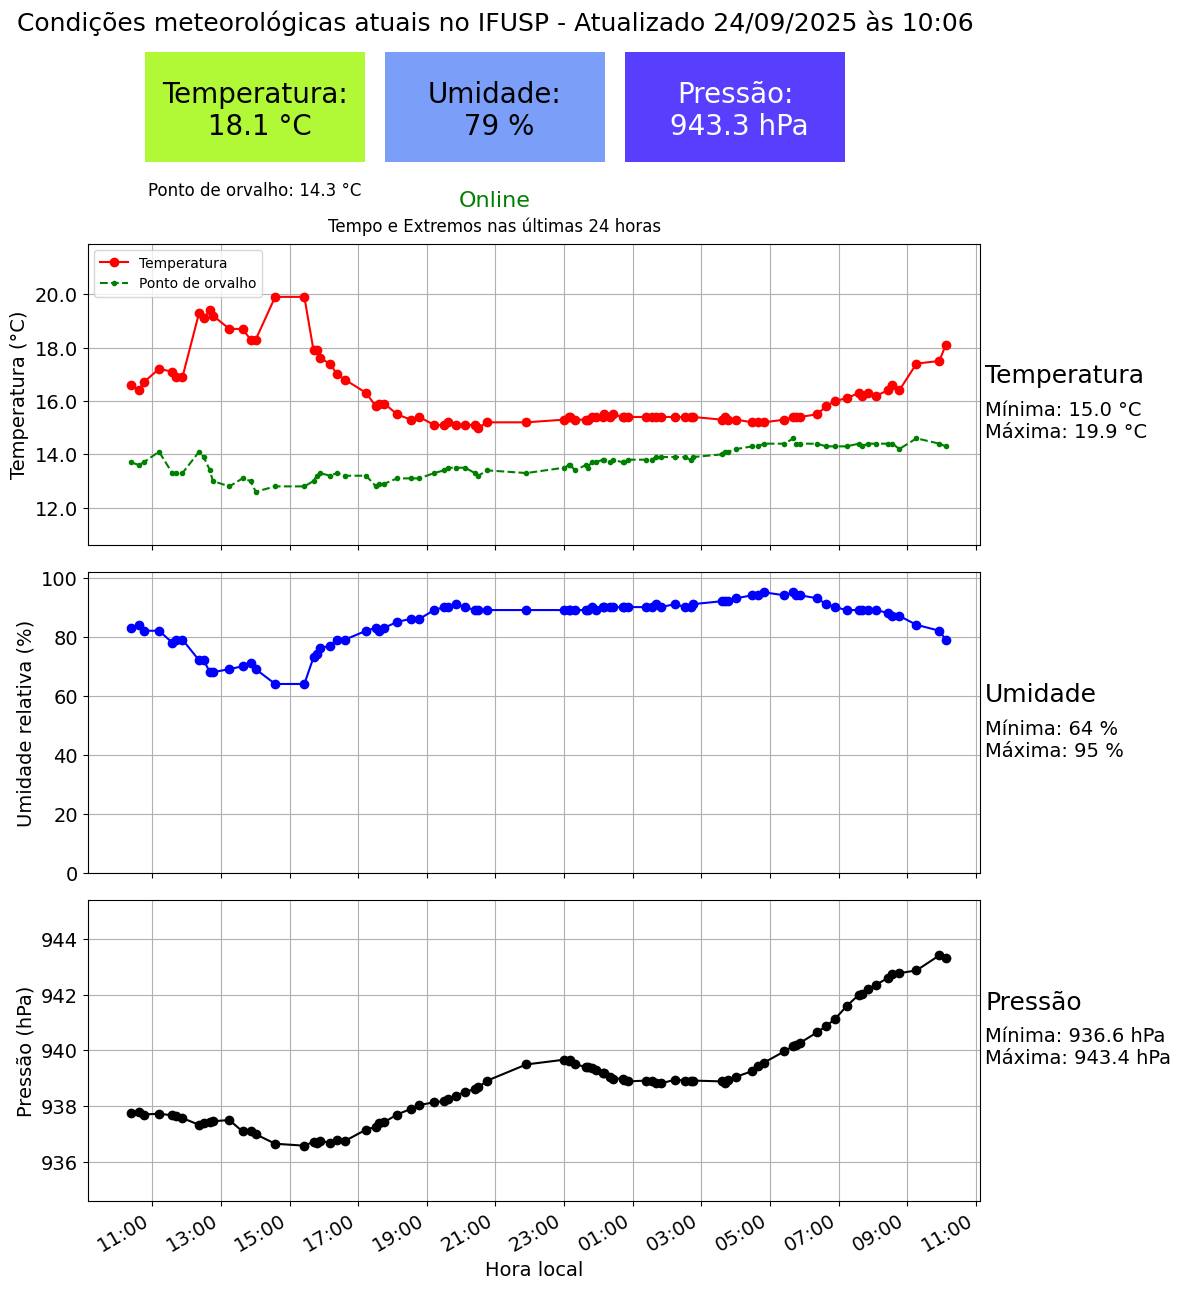 Condições meteorológicas atuais no IFUSP - Atualizado 24/09/2025 às 10:06
Temperatura:
18.1 °C
Umidade:
79 %
Pressão:
943.3 hPa
Ponto de orvalho: 14.3 °C
Online
Tempo e Extremos nas últimas 24 horas
Temperatura
Ponto de orvalho
Temperatura (°C)
20.0
18.0
16.0
14.0
12.0
Temperatura
Mínima: 15.0 °C
Máxima: 19.9 °C
Umidade relativa (%)
100
80
60
40
20
0
Umidade
Mínima: 64 %
Máxima: 95 %
Pressão (hPa)
944
942
940
938
936
Pressão
Mínima: 936.6 hPa
Máxima: 943.4 hPa
11:00
13:00
15:00
17:00
19:00
21:00
23:00
01:00
03:00
05:00
07:00
09:00
11:00
Hora local